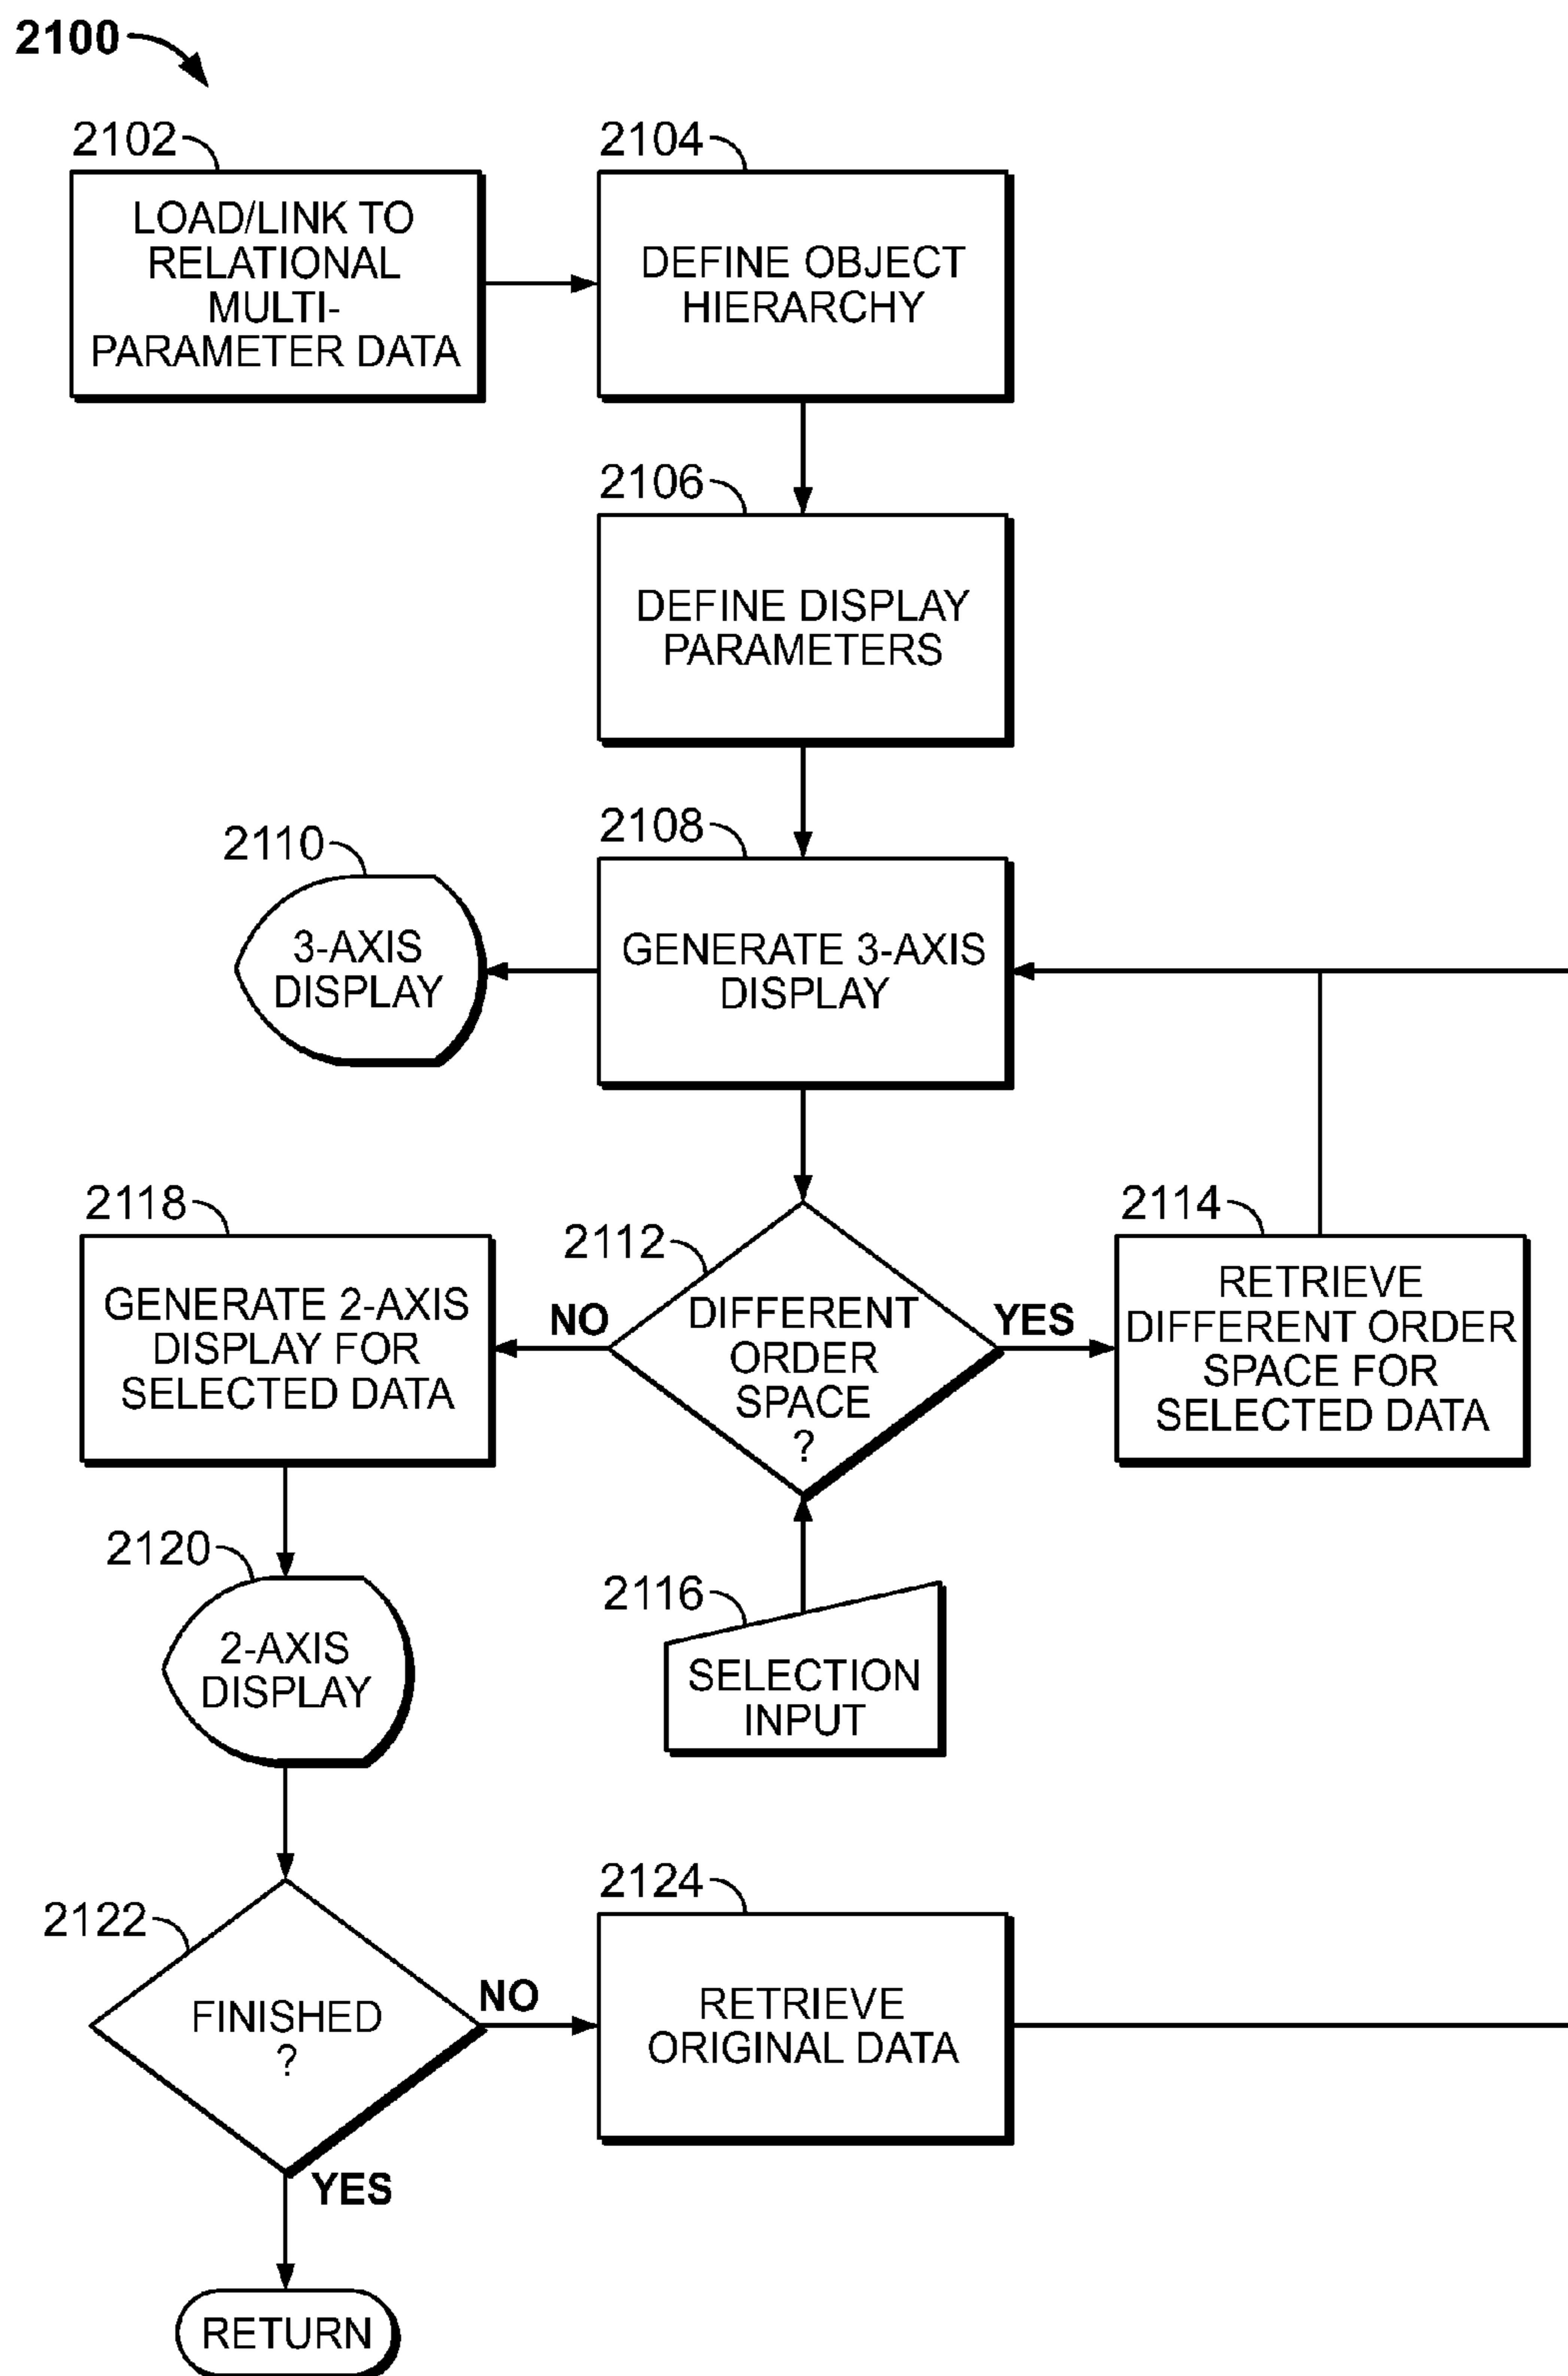 2100
2102
LOAD/LINK TO
RELATIONAL
MULTI-
PARAMETER DATA
2104
DEFINE OBJECT
HIERARCHY
2106
DEFINE DISPLAY
PARAMETERS
2110
3-AXIS
DISPLAY
2108
GENERATE 3-AXIS
DISPLAY
2118
GENERATE 2-AXIS
DISPLAY FOR
SELECTED DATA
NO
2112
DIFFERENT
ORDER
SPACE
?
YES
2114
RETRIEVE
DIFFERENT ORDER
SPACE FOR
SELECTED DATA
2120
2-AXIS
DISPLAY
2116
SELECTION
INPUT
2122
FINISHED
?
NO
2124
RETRIEVE
ORIGINAL DATA
YES
RETURN